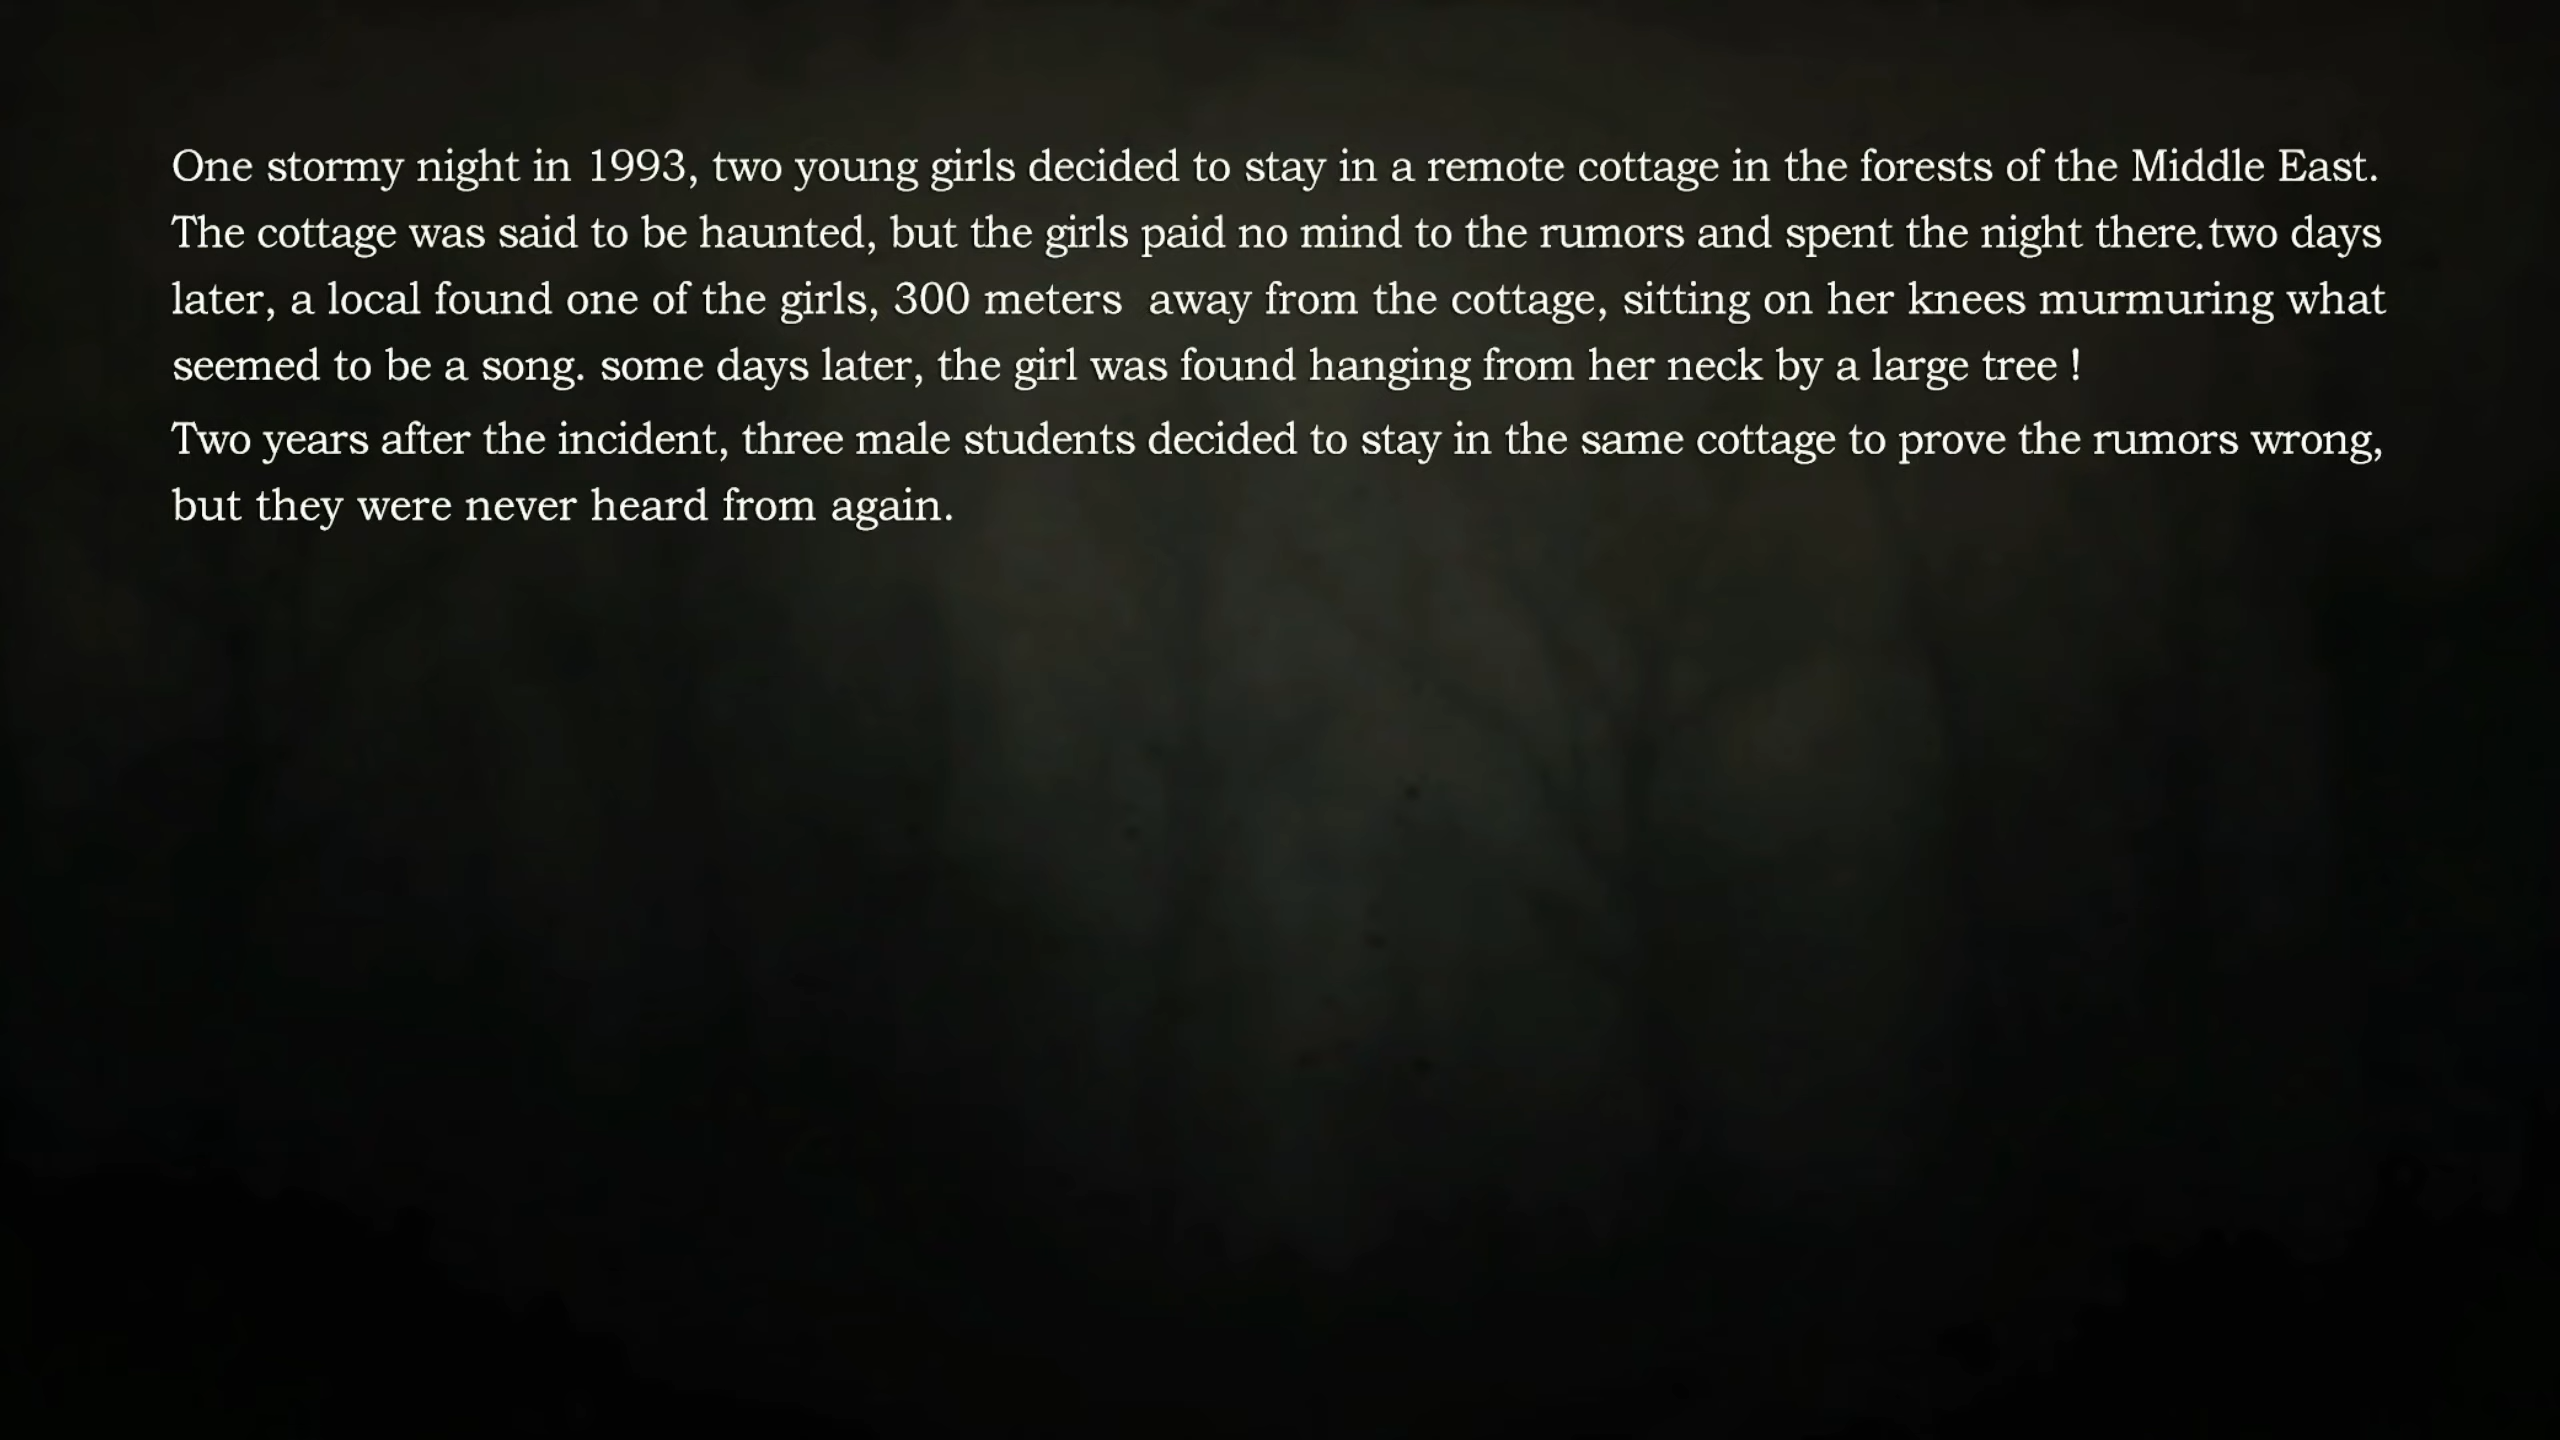 One stormy night in 1993, two young girls decided to stay in a remote cottage in the forests of the Middle East.
The cottage was said to be haunted, but the girls paid no mind to the rumors and spent the night there.two days
later, a local found one of the girls, 300 meters  away from the cottage, sitting on her knees murmuring what
seemed to be a song. some days later, the girl was found hanging from her neck by a large tree !
Two years after the incident, three male students decided to stay in the same cottage to prove the rumors wrong,
but they were never heard from again.